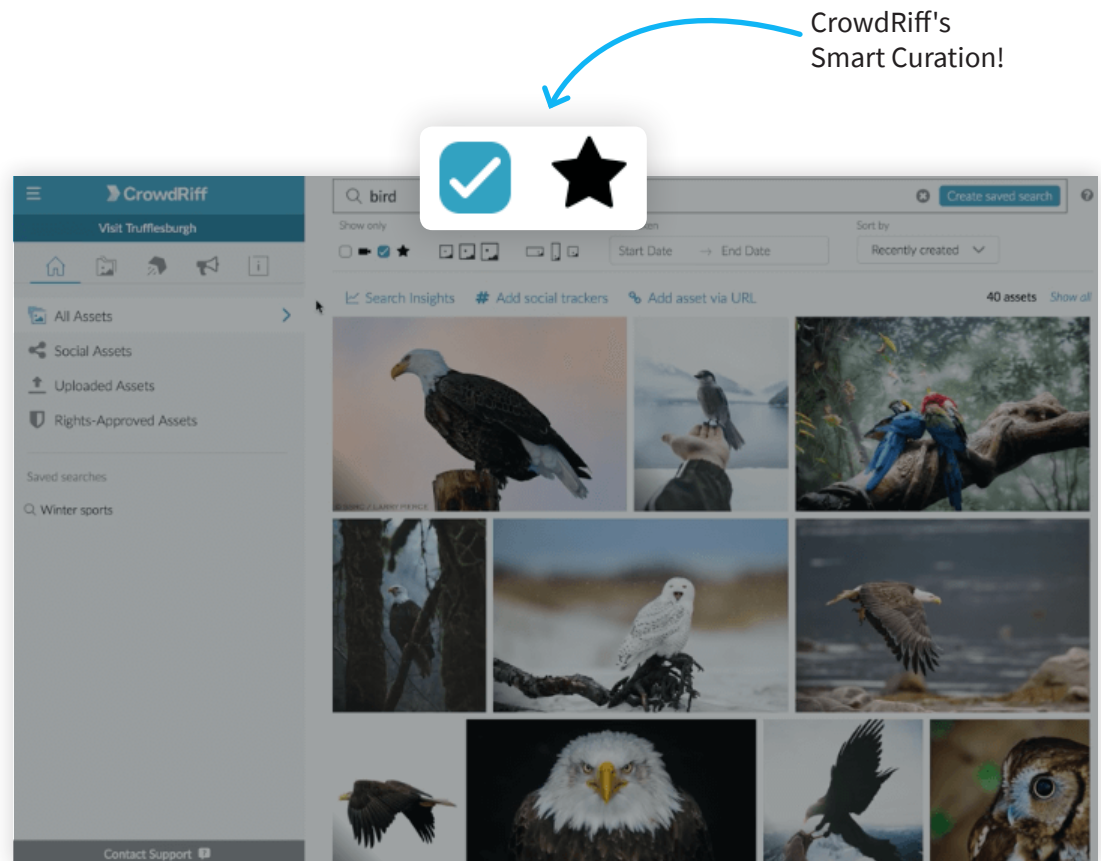 CrowdRiff's
Smart Curation!
CrowdRiff
Visit Trufflesburgh
bird
Create saved search
Show only
Sort by
Start Date → End Date
Recently created
Search Insights
# Add social trackers
Add asset via URL
40 assets
Show all
All Assets
Social Assets
Uploaded Assets
Rights-Approved Assets
Saved searches
Winter sports
Contact Support